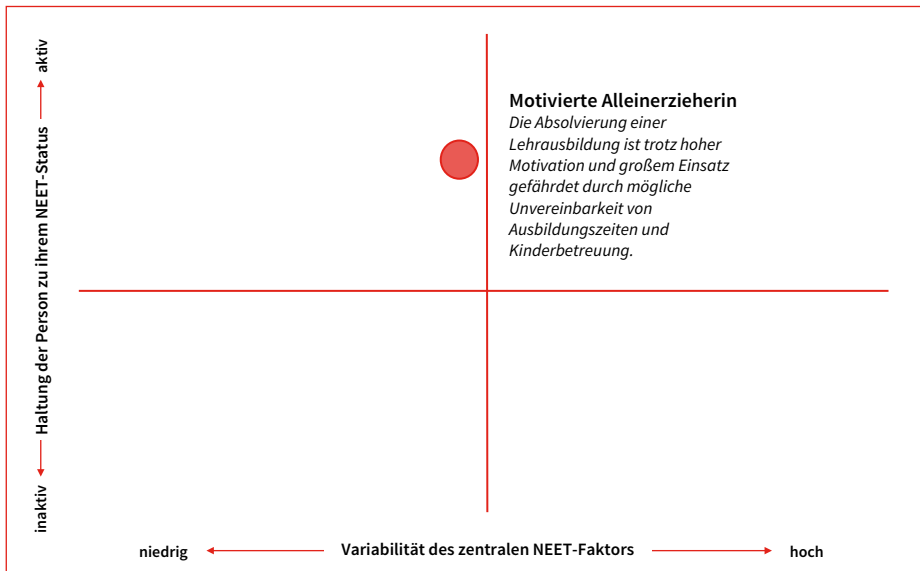 Motivierte Alleinerzieherin
Die Absolvierung einer
Lehrausbildung ist trotz hoher
Motivation und großem Einsatz
gefährdet durch mögliche
Unvereinbarkeit von
Ausbildungszeiten und
Kinderbetreuung.
inaktiv Haltung der Person zu ihrem NEET-Status aktiv
niedrig Variabilität des zentralen NEET-Faktors hoch